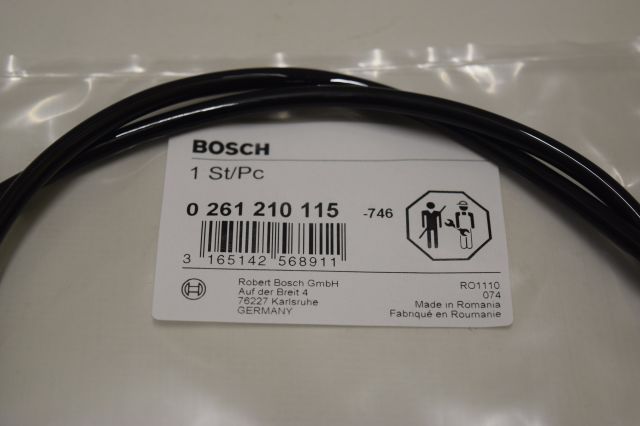 BOSCH
1 St/Pc
0 261 210 115 -746
3 165142 568911
Robert Bosch GmbH
Auf der Breit 4
76227 Karlsruhe
GERMANY
RO1110
074
Made in Romania
Fabriqué en Roumanie